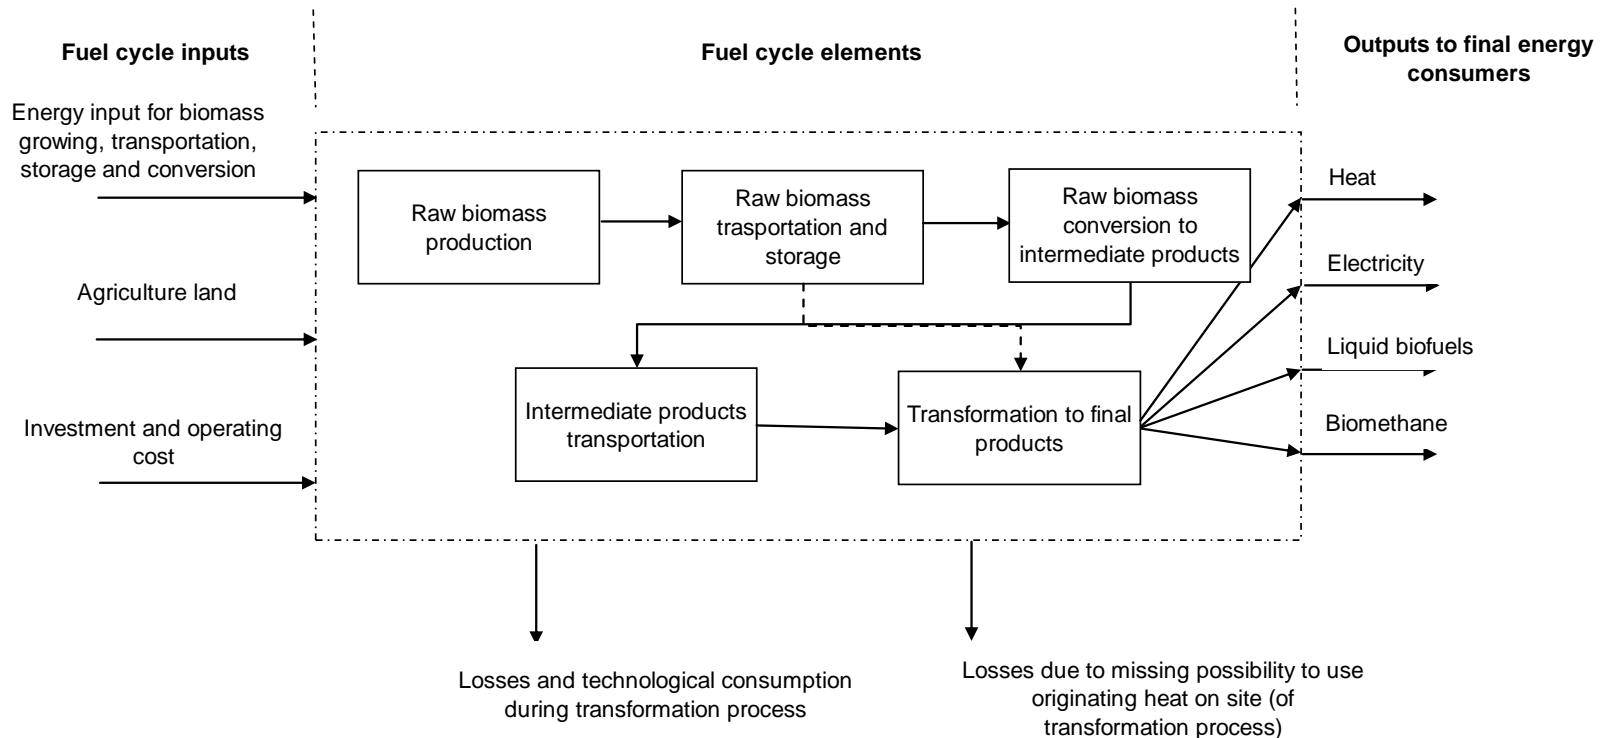 Fuel cycle inputs
Fuel cycle elements
Outputs to final energy
consumers
Energy input for biomass
growing, transportation,
storage and conversion
Agriculture land
Investment and operating
cost
Raw biomass
production
Raw biomass
trasportation and
storage
Raw biomass
conversion to
intermediate products
Intermediate products
transportation
Transformation to final
products
Heat
Electricity
Liquid biofuels
Biomethane
Losses and technological consumption
during transformation process
Losses due to missing possibility to use
originating heat on site (of
transformation process)